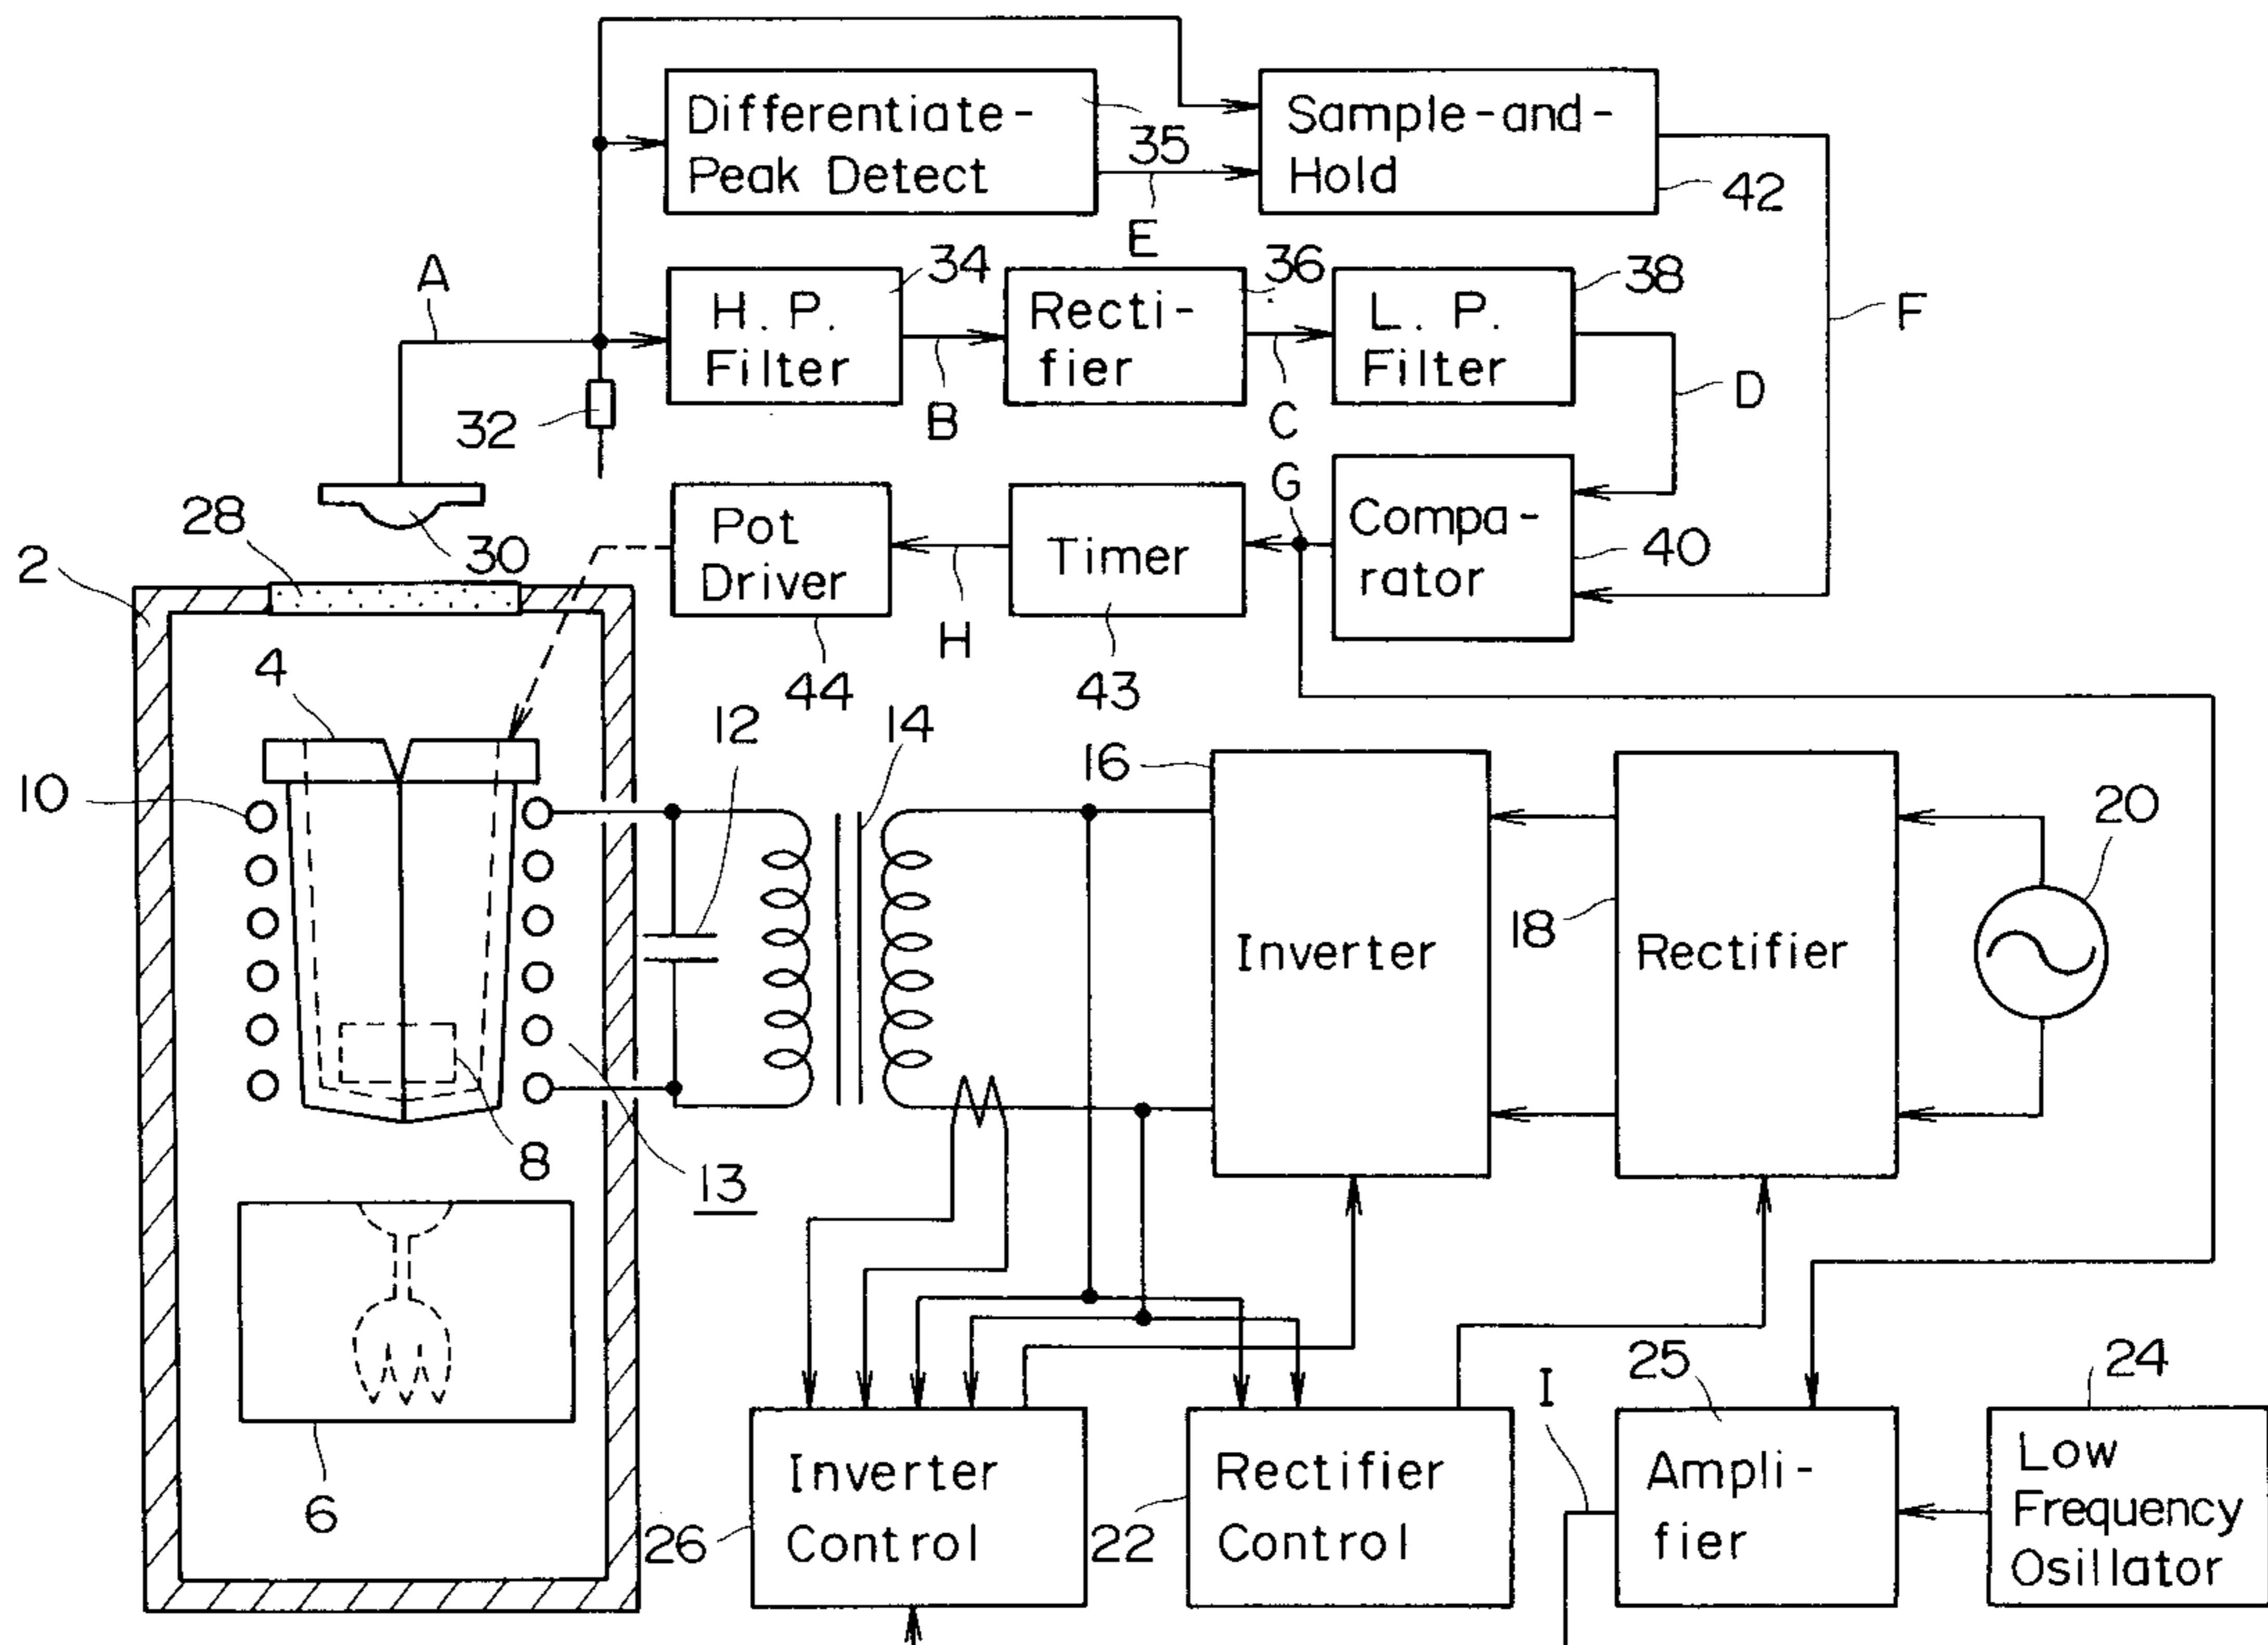 Differentiate-
Peak Detect
35
E
Sample-and-
Hold
42
A
H. P.
Filter
34
B
Recti-
fier
36
C
L. P.
Filter
38
D
F
32
28
30
2
Pot
Driver
44
H
Timer
43
G
Compa-
rator
40
4
10
12
14
16
Inverter
18
Rectifier
20
8
13
6
26
Inverter
Control
22
Rectifier
Control
I
25
Ampli-
fier
24
Low
Frequency
Osillator